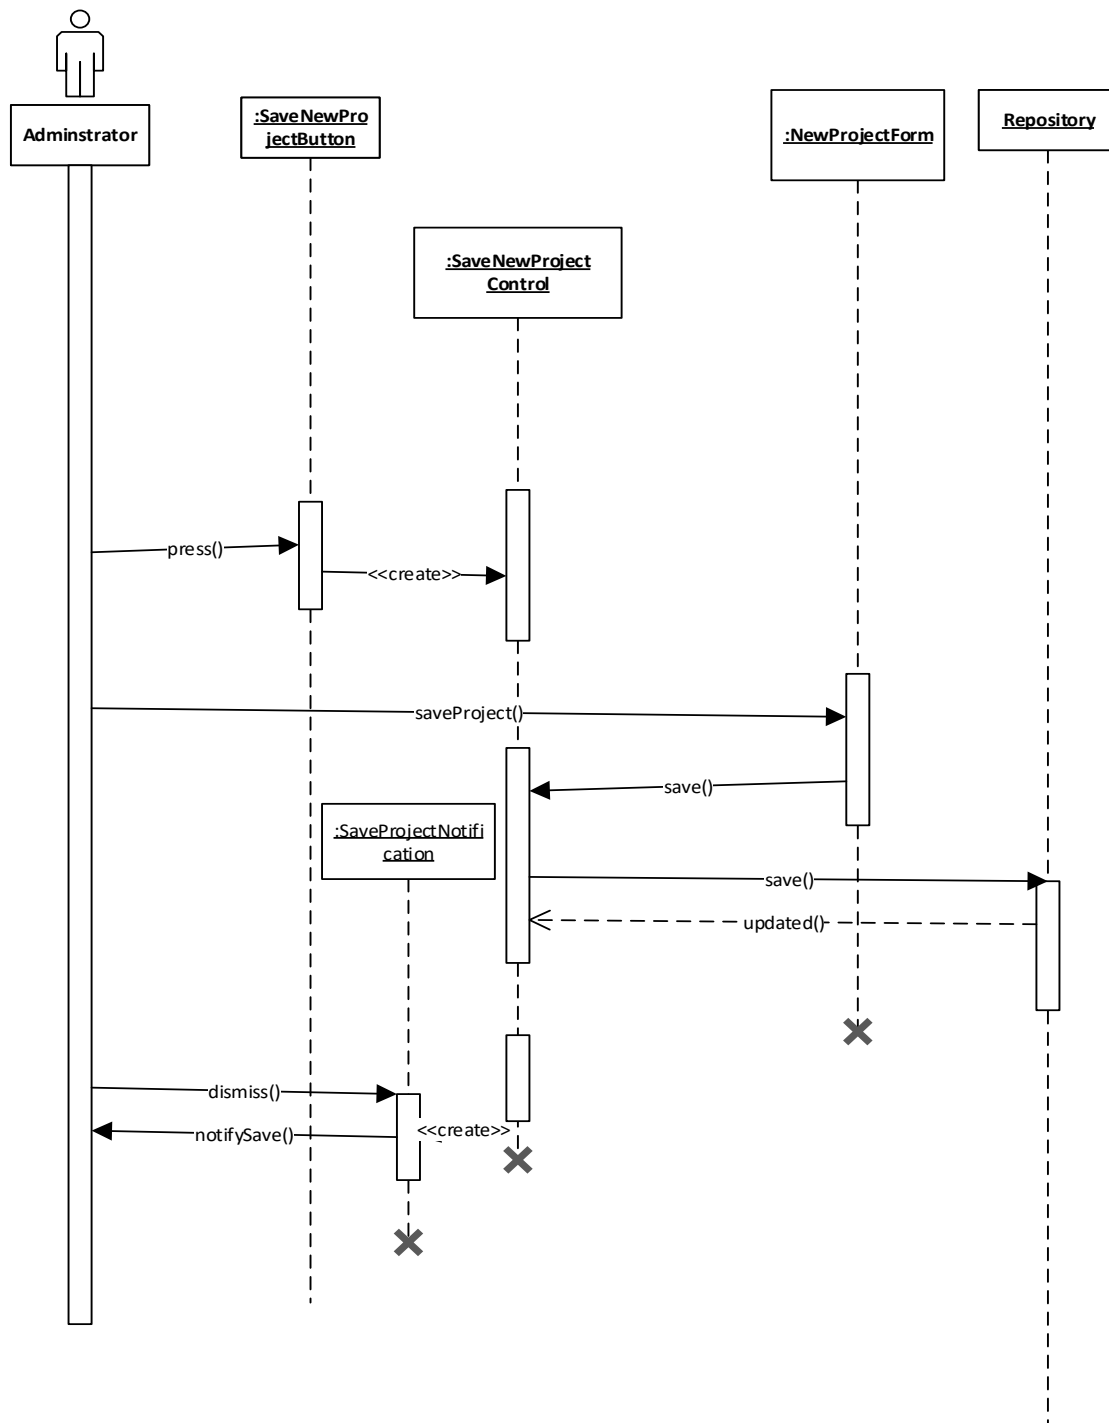 Adminstrator
:SaveNewPro
jectButton
:NewProjectForm
Repository
:SaveNewProject
Control
press()
<<create>>
saveProject()
save()
:SaveProjectNotifi
cation
save()
updated()
dismiss()
<<create>>
notifySave()